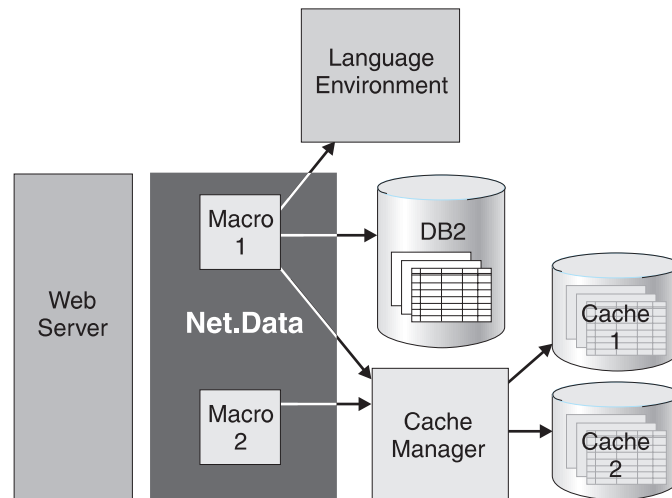 Language
Environment
Macro
1
DB2
Web
Server
Net.Data
Cache
1
Macro
2
Cache
Manager
Cache
2